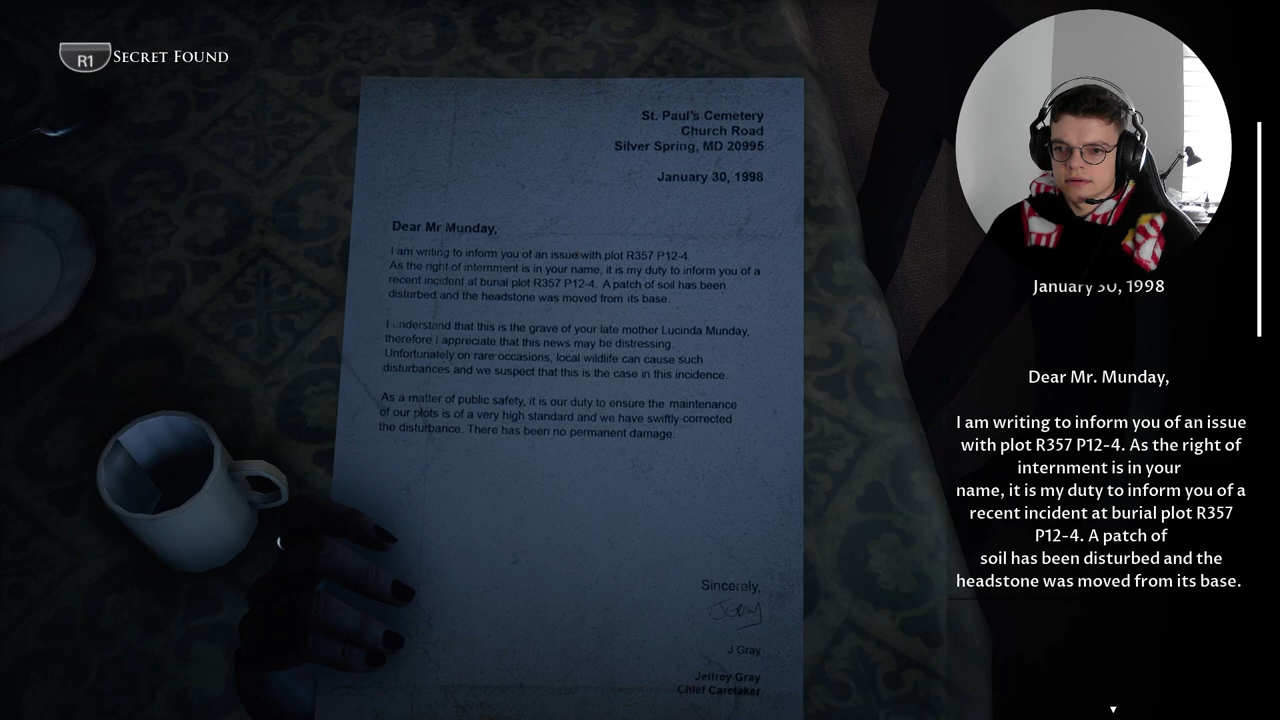 R1 SECRET FOUND
St. Paul's Cemetery
Church Road
Silver Spring, MD 20995
January 30, 1998
Dear Mr Munday,
I am writing to inform you of an issue with plot R357 P12-4.
As the right of internment is in your name, it is my duty to inform you of a
recent incident at burial plot R357 P12-4. A patch of soil has been
disturbed and the headstone was moved from its base.
I understand that this is the grave of your late mother Lucinda Munday,
therefore I appreciate that this news may be distressing.
Unfortunately on rare occasions, local wildlife can cause such
disturbances and we suspect that this is the case in this incidence.
As a matter of public safety, it is our duty to ensure the maintenance
of our plots is of a very high standard and we have swiftly corrected
the disturbance. There has been no permanent damage.
Sincerely,
JGray
J Gray
Jeffrey Gray
Chief Caretaker
January 30, 1998
Dear Mr. Munday,
I am writing to inform you of an issue
with plot R357 P12-4. As the right of
internment is in your
name, it is my duty to inform you of a
recent incident at burial plot R357
P12-4. A patch of
soil has been disturbed and the
headstone was moved from its base.